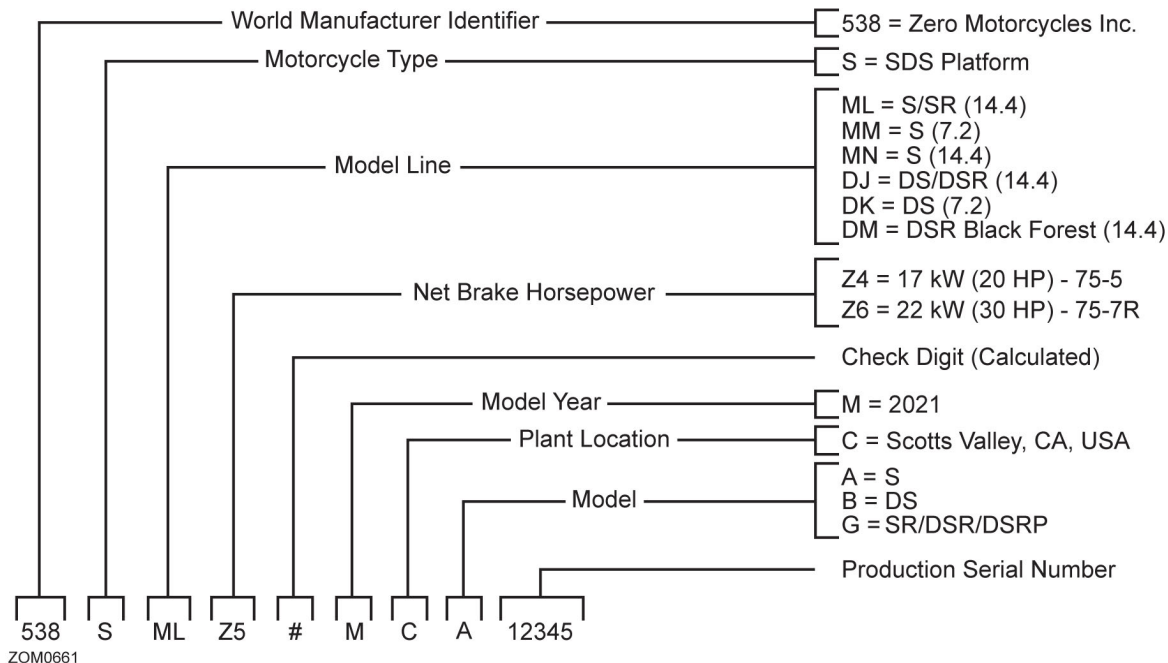 World Manufacturer Identifier
538 = Zero Motorcycles Inc.
Motorcycle Type
S = SDS Platform
Model Line
ML = S/SR (14.4)
MM = S (7.2)
MN = S (14.4)
DJ = DS/DSR (14.4)
DK = DS (7.2)
DM = DSR Black Forest (14.4)
Net Brake Horsepower
Z4 = 17 kW (20 HP) - 75-5
Z6 = 22 kW (30 HP) - 75-7R
Check Digit (Calculated)
Model Year
M = 2021
Plant Location
C = Scotts Valley, CA, USA
Model
A = S
B = DS
G = SR/DSR/DSRP
Production Serial Number
538 S ML Z5 # M C A 12345
ZOM0661